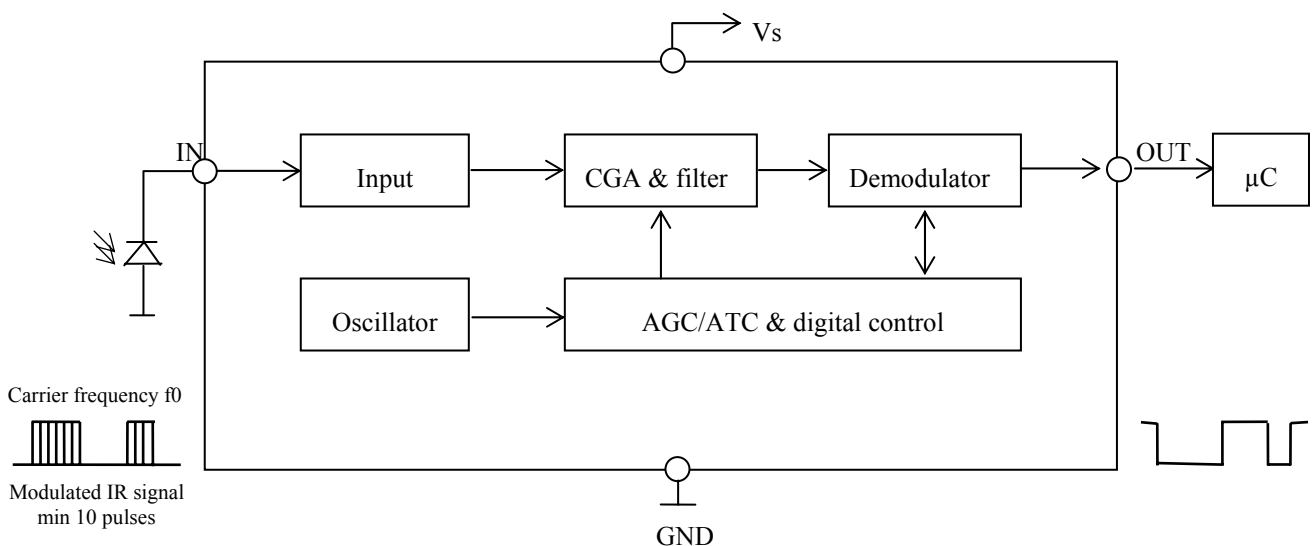 Vs
IN
Input
CGA & filter
Demodulator
OUT
µC
Oscillator
AGC/ATC & digital control
Carrier frequency f0
Modulated IR signal
min 10 pulses
GND